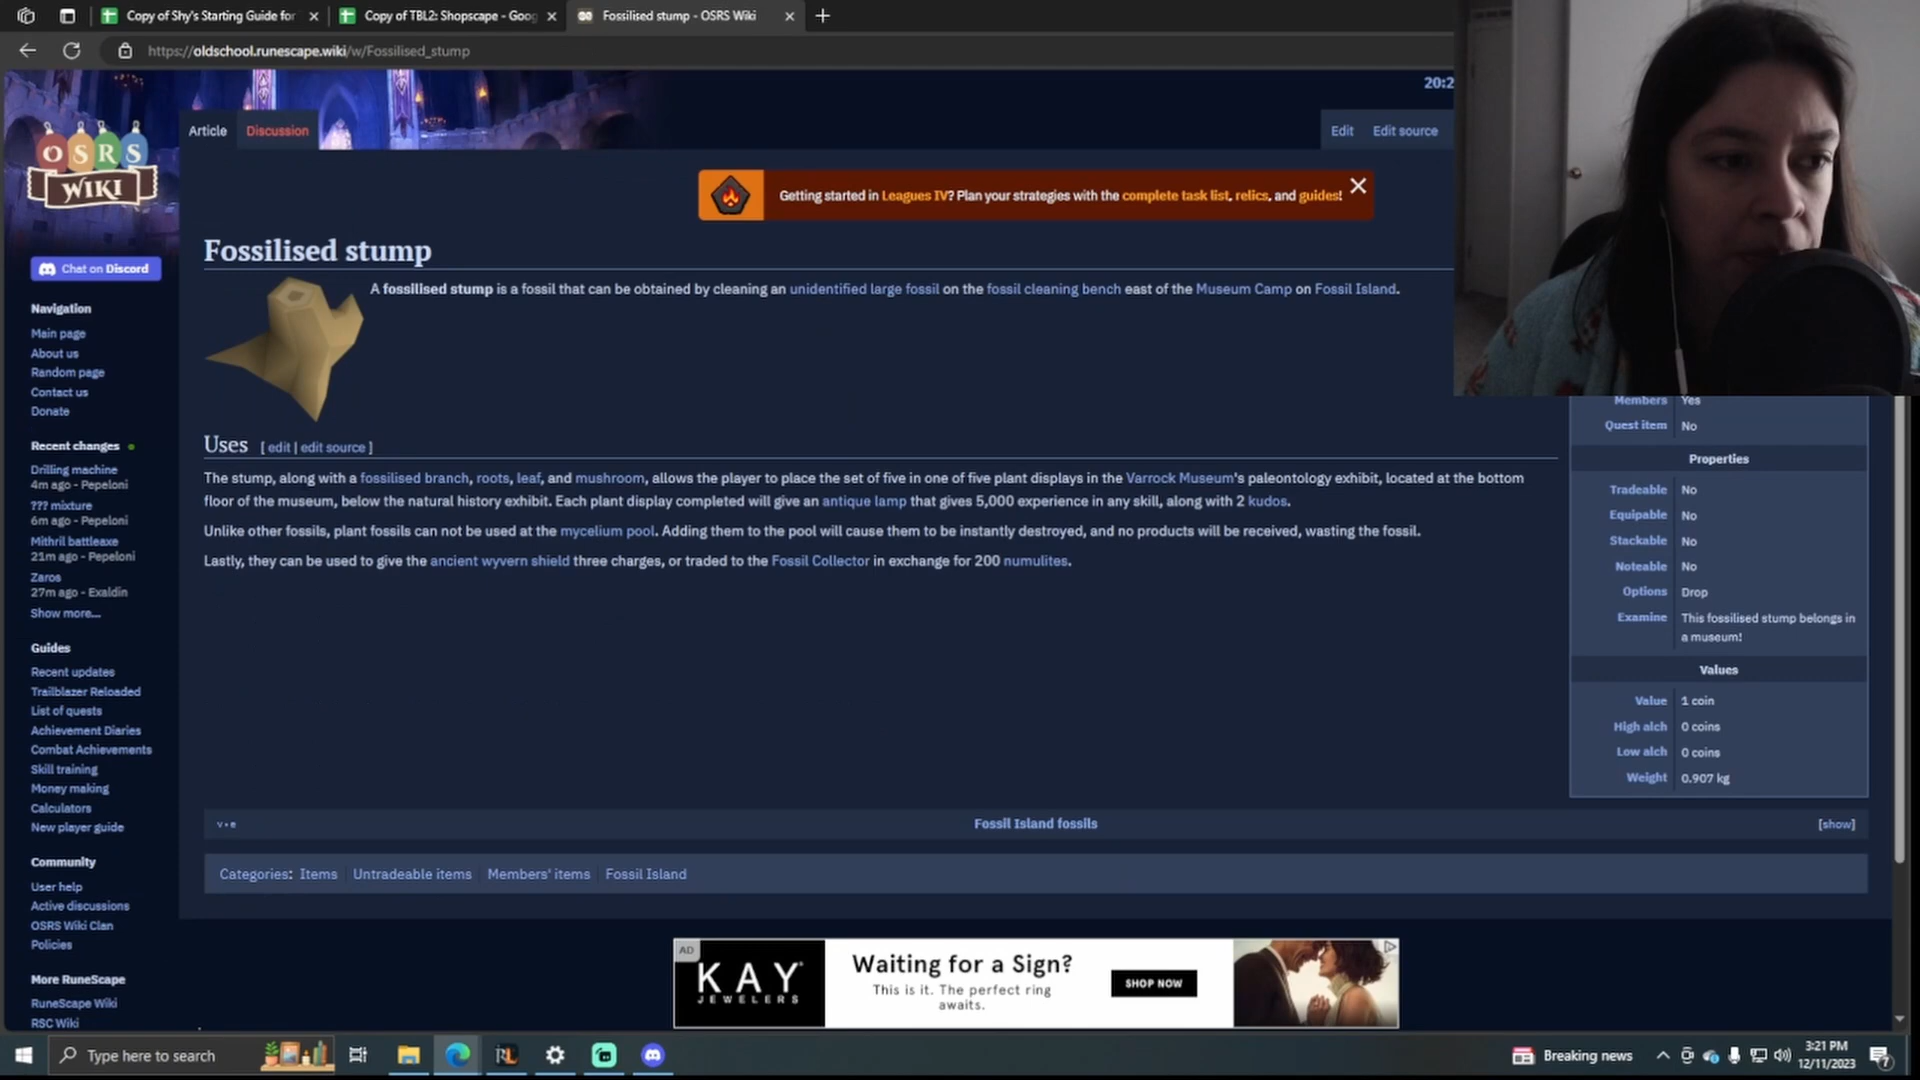 Copy of Shy's Starting Guide for
Copy of TBL2: Shopscape - Goog
Fossilised stump - OSRS Wiki
https://oldschool.runescape.wiki/w/Fossilised_stump
20:2
OSRS
WIKI
Article
Discussion
Edit
Edit source
Getting started in Leagues IV? Plan your strategies with the complete task list, relics, and guides!
Fossilised stump
A fossilised stump is a fossil that can be obtained by cleaning an unidentified large fossil on the fossil cleaning bench east of the Museum Camp on Fossil Island.
Chat on Discord
Navigation
Main page
About us
Random page
Contact us
Donate
Recent changes
Drilling machine
4m ago - Pepeloni
??? mixture
6m ago - Pepeloni
Mithril battleaxe
21m ago - Pepeloni
Zaros
27m ago - Exaldin
Show more...
Guides
Recent updates
Trailblazer Reloaded
List of quests
Achievement Diaries
Combat Achievements
Skill training
Money making
Calculators
New player guide
Community
User help
Active discussions
OSRS Wiki Clan
Policies
More RuneScape
RuneScape Wiki
RSC Wiki
Uses [ edit | edit source ]
The stump, along with a fossilised branch, roots, leaf, and mushroom, allows the player to place the set of five in one of five plant displays in the Varrock Museum's paleontology exhibit, located at the bottom
floor of the museum, below the natural history exhibit. Each plant display completed will give an antique lamp that gives 5,000 experience in any skill, along with 2 kudos.
Unlike other fossils, plant fossils can not be used at the mycelium pool. Adding them to the pool will cause them to be instantly destroyed, and no products will be received, wasting the fossil.
Lastly, they can be used to give the ancient wyvern shield three charges, or traded to the Fossil Collector in exchange for 200 numulites.
Members Yes
Quest item No
Properties
Tradeable No
Equipable No
Stackable No
Noteable No
Options Drop
Examine This fossilised stump belongs in
a museum!
Values
Value 1 coin
High alch 0 coins
Low alch 0 coins
Weight 0.907 kg
v • e
Fossil Island fossils
[show]
Categories: Items Untradeable items Members' items Fossil Island
AD
KAY
JEWELERS
Waiting for a Sign?
This is it. The perfect ring
awaits.
SHOP NOW
Type here to search
Breaking news
3:21 PM
12/11/2023
7